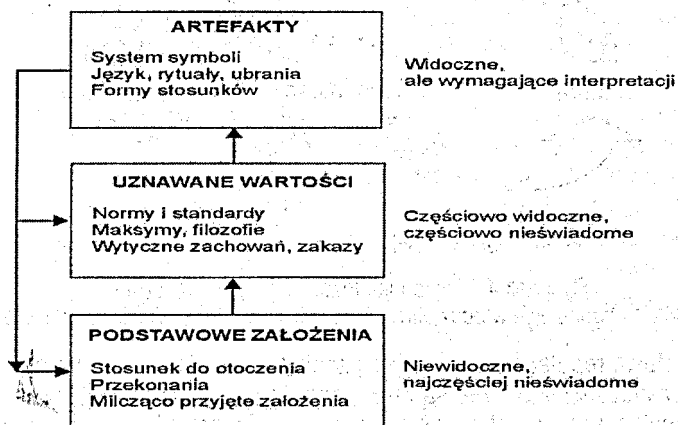 ARTEFAKTY
System symboli
Język, rytuały, ubrania
Formy stosunków
Widoczne,
ale wymagające interpretacji
UZNAWANE WARTOŚCI
Normy i standardy
Maksymy, filozofie
Wytyczne zachowań, zakazy
Częściowo widoczne,
częściowo nieświadome
PODSTAWOWE ZAŁOŻENIA
Stosunek do otoczenia
Przekonania
Milcząco przyjęte założenia
Niewidoczne,
najczęściej nieświadome